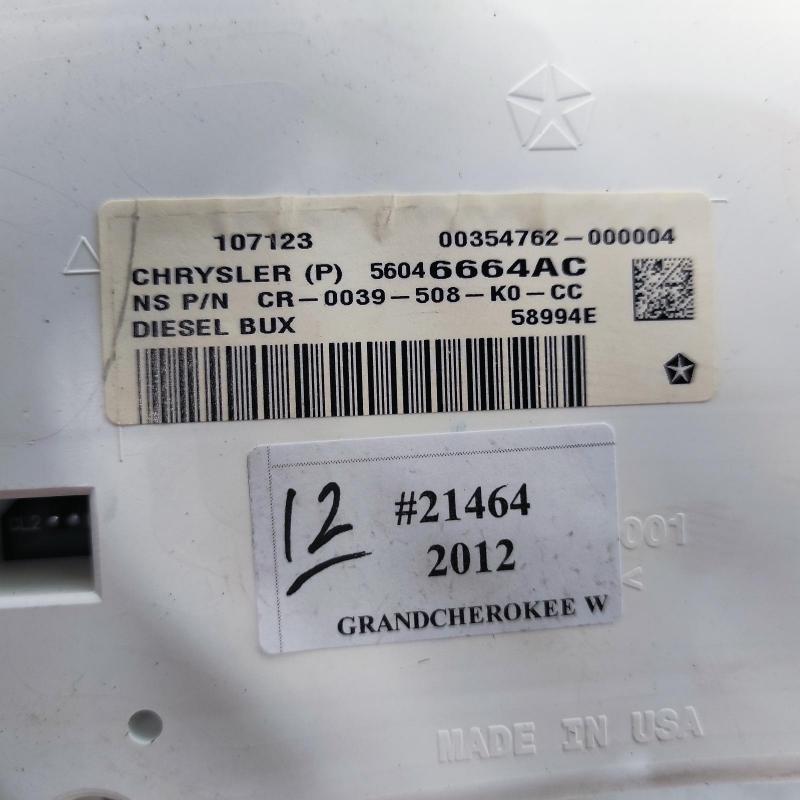 107123 00354762-000004
CHRYSLER (P) 56046664AC
NS P/N CR-0039-508-K0-CC
DIESEL BUX 58994E
12
#21464
2012
GRANDCHEROKEE W
001
MADE IN USA